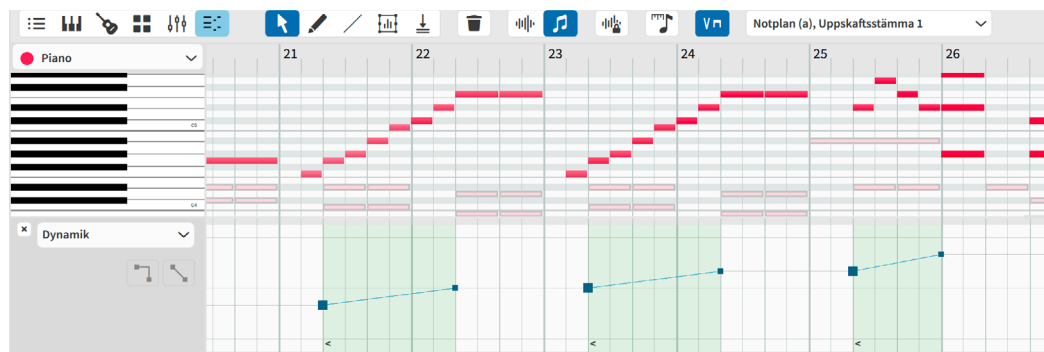 Notplan (a), Uppskaftsstämma 1
Piano
21 22 23 24 25 26
C5
C4
Dynamik
< < <